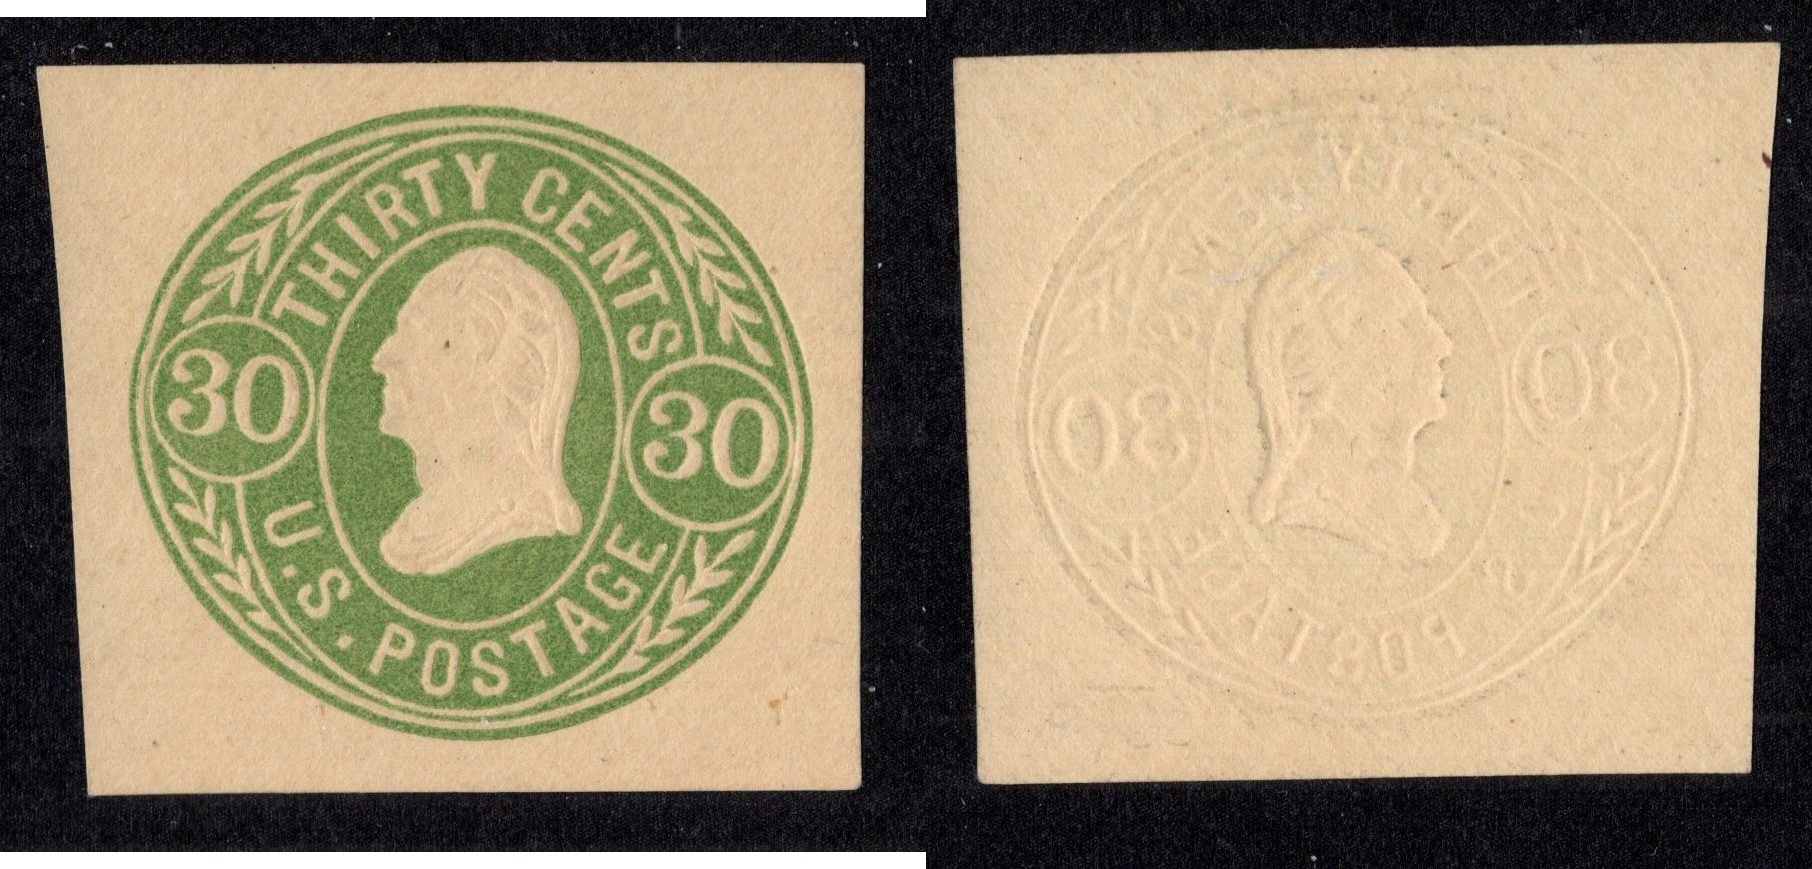 THIRTY CENTS
30
30
U.S. POSTAGE